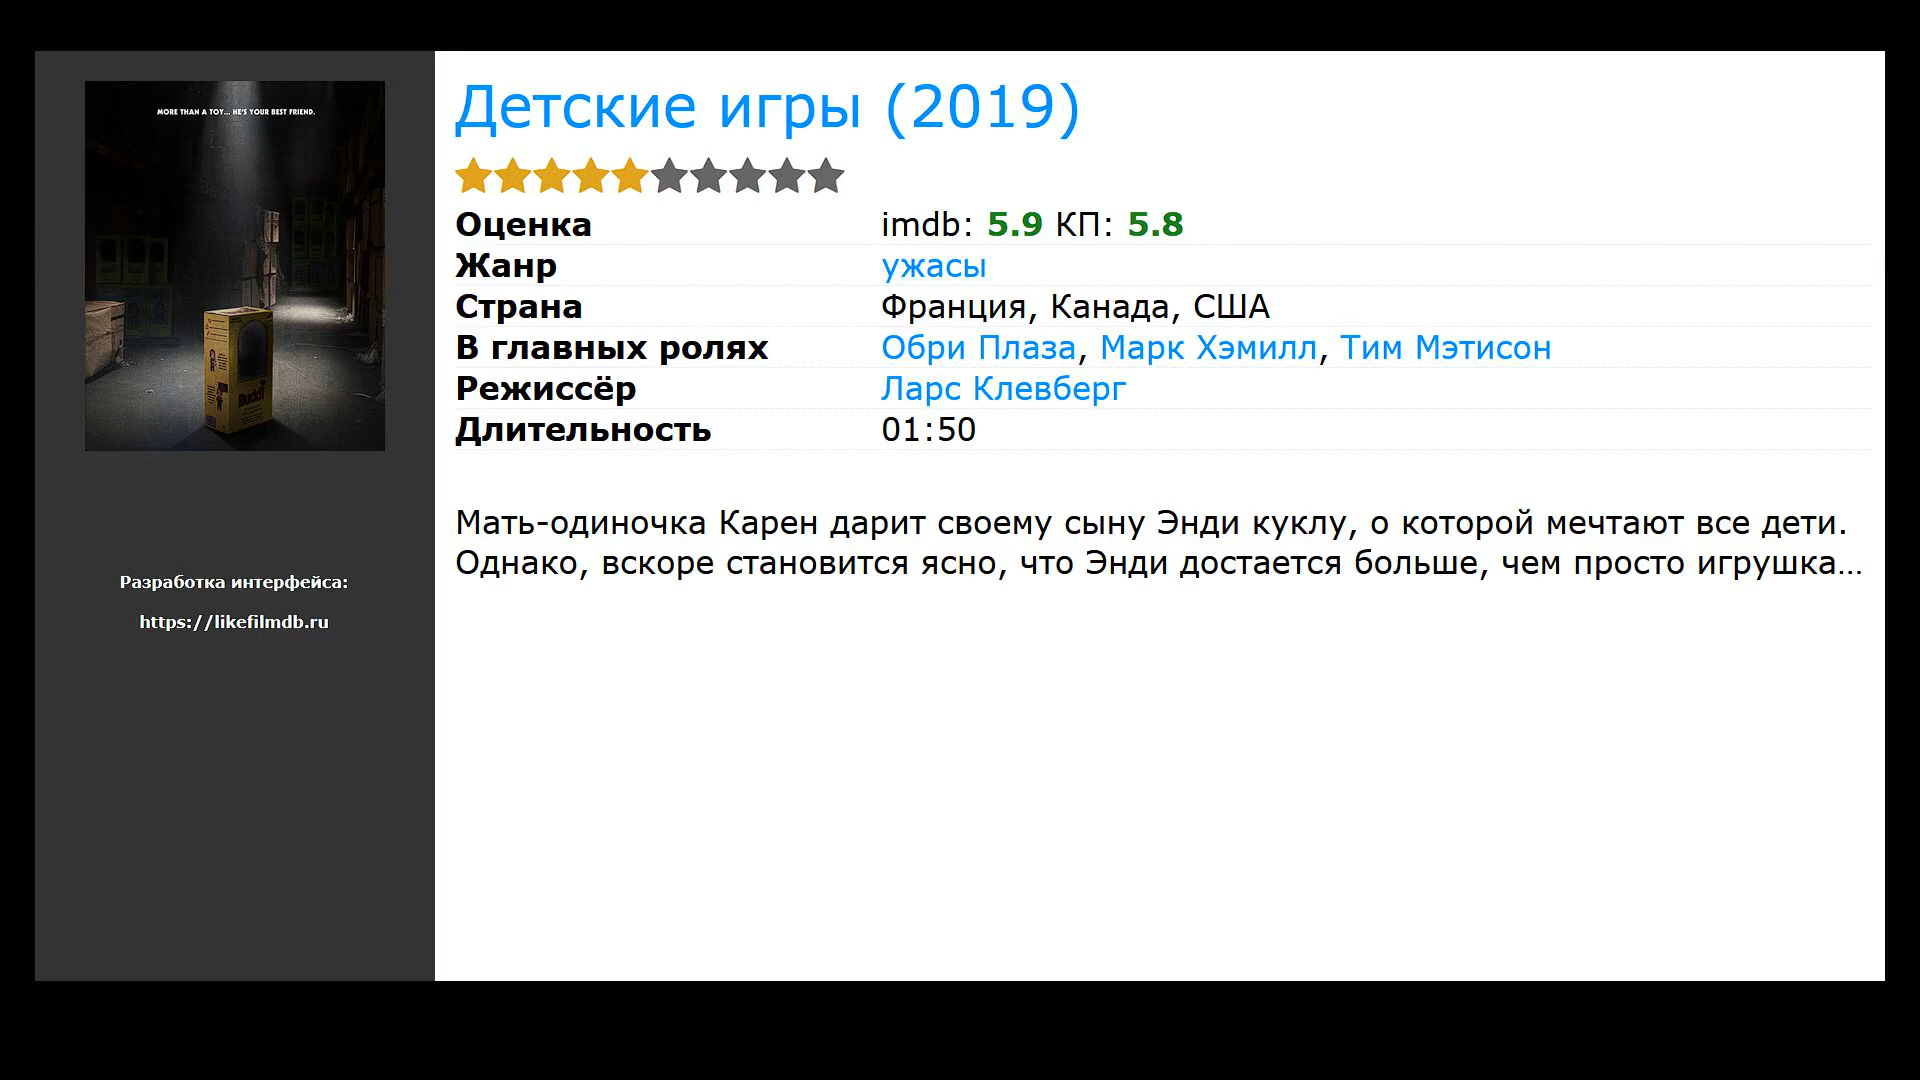 MORE THAN A TOY... HE'S YOUR BEST FRIEND.
Buddi
Разработка интерфейса:
https://likefilmdb.ru
Детские игры (2019)
Оценка imdb: 5.9 КП: 5.8
Жанр ужасы
Страна Франция, Канада, США
В главных ролях Обри Плаза, Марк Хэмилл, Тим Мэтисон
Режиссёр Ларс Клевберг
Длительность 01:50
Мать-одиночка Карен дарит своему сыну Энди куклу, о которой мечтают все дети.
Однако, вскоре становится ясно, что Энди достается больше, чем просто игрушка…